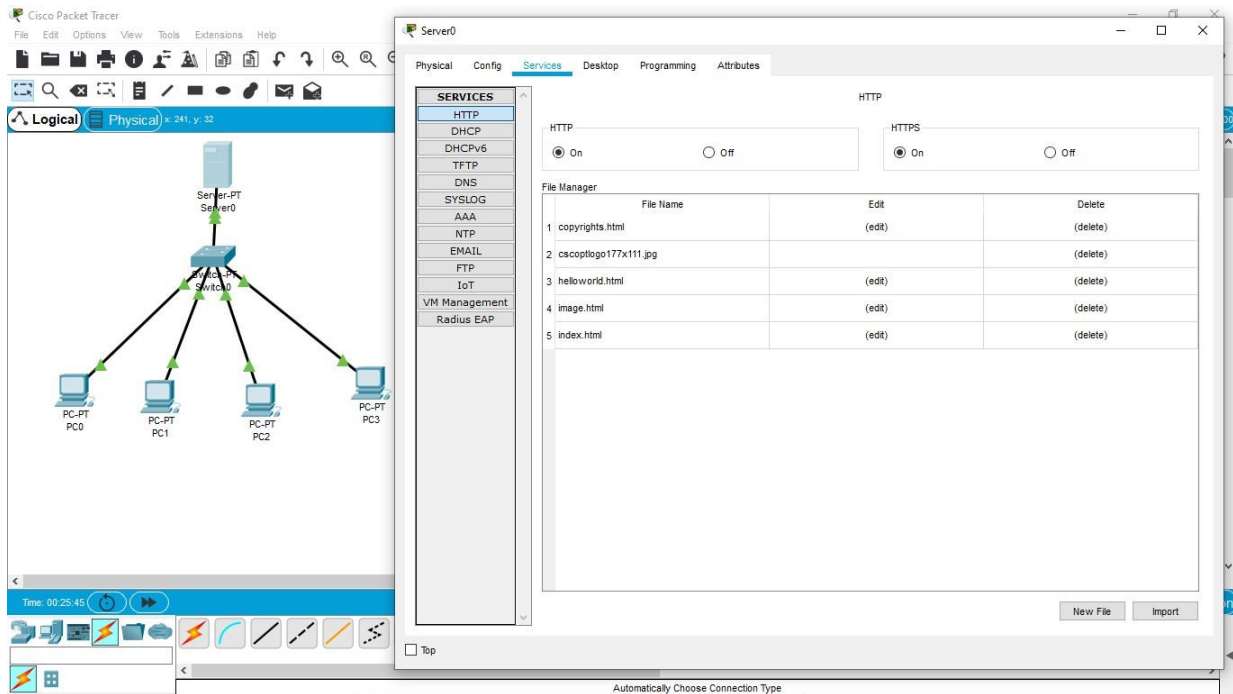 Cisco Packet Tracer
File Edit Options View Tools Extensions Help
Logical Physical x: 241, y: 32
Server-PT
Server0
Switch-PT
Switch0
PC-PT
PC0
PC-PT
PC1
PC-PT
PC2
PC-PT
PC3
Time: 00:25:45
Automatically Choose Connection Type
Server0
Physical Config Services Desktop Programming Attributes
SERVICES
HTTP
DHCP
DHCPv6
TFTP
DNS
SYSLOG
AAA
NTP
EMAIL
FTP
IoT
VM Management
Radius EAP
HTTP
HTTP
On Off
HTTPS
On Off
File Manager
File Name Edit Delete
1 copyrights.html (edit) (delete)
2 cscoptlogo177x111.jpg (delete)
3 helloworld.html (edit) (delete)
4 image.html (edit) (delete)
5 index.html (edit) (delete)
New File Import
Top